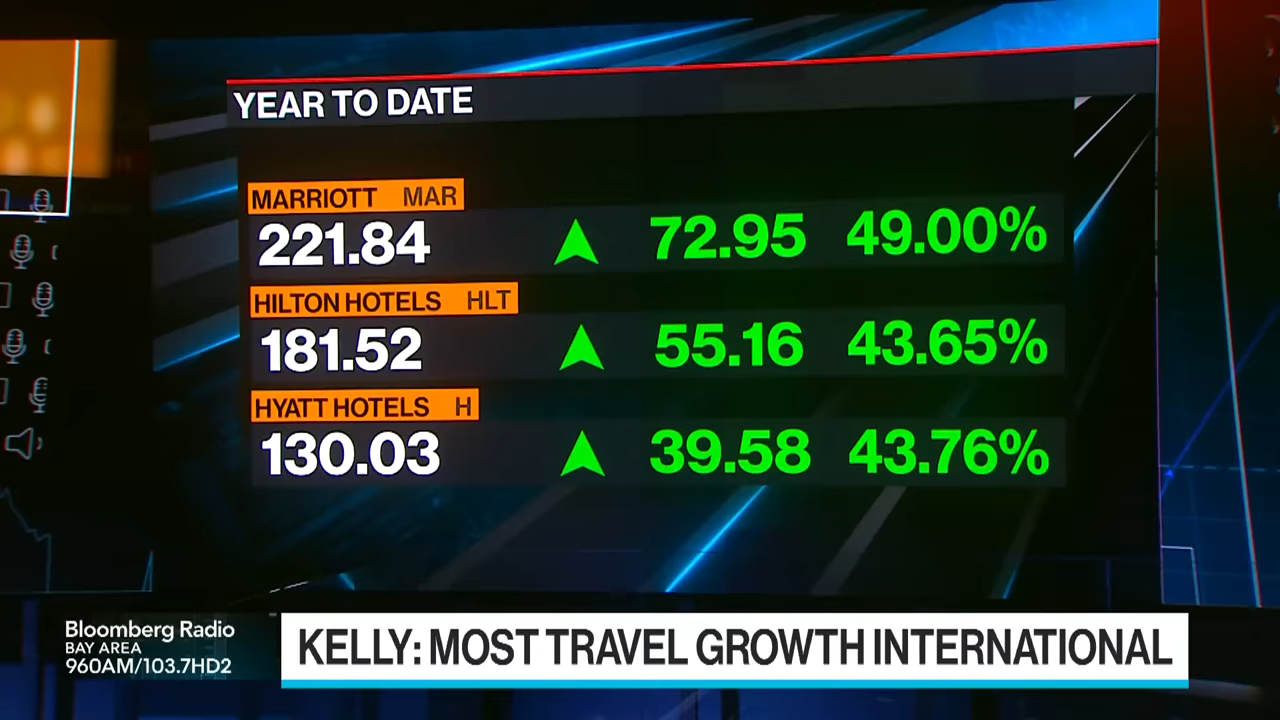 YEAR TO DATE
MARRIOTT MAR
221.84 ▲ 72.95 49.00%
HILTON HOTELS HLT
181.52 ▲ 55.16 43.65%
HYATT HOTELS H
130.03 ▲ 39.58 43.76%
Bloomberg Radio
BAY AREA
960AM/103.7HD2
KELLY: MOST TRAVEL GROWTH INTERNATIONAL